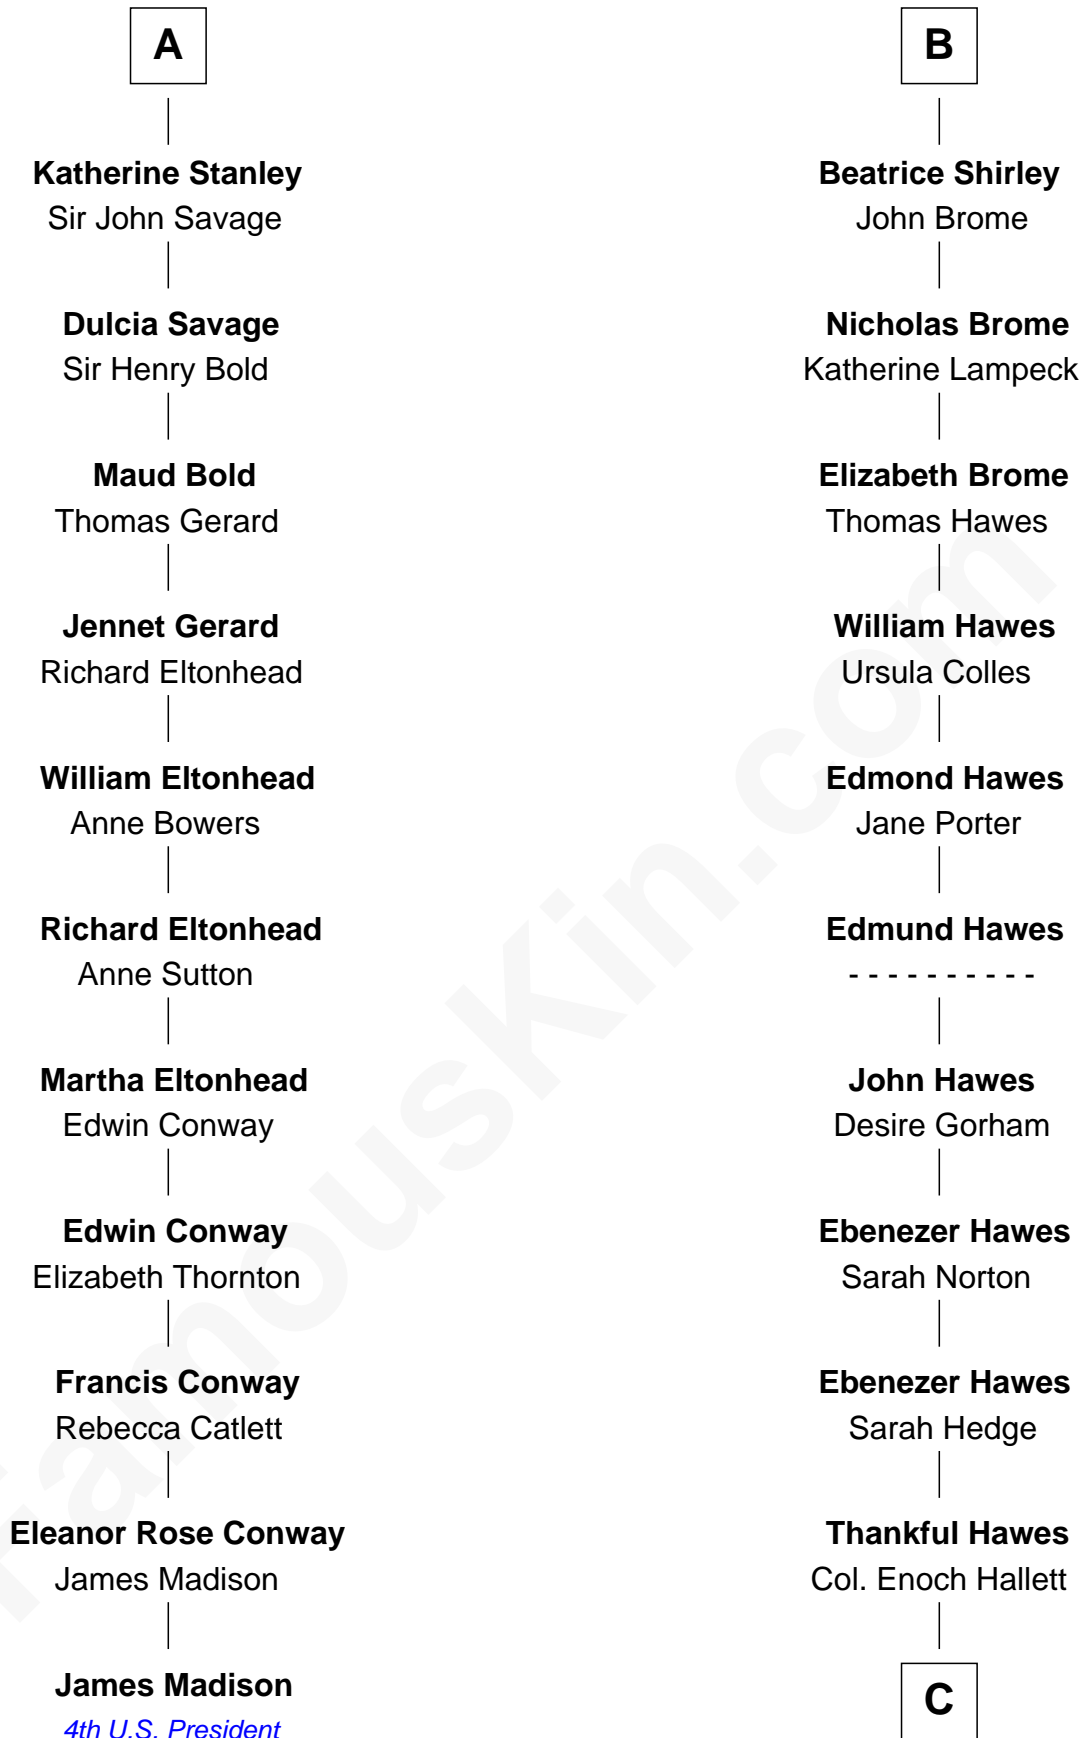 A
Katherine Stanley
Sir John Savage
Dulcia Savage
Sir Henry Bold
Maud Bold
Thomas Gerard
Jennet Gerard
Richard Eltonhead
William Eltonhead
Anne Bowers
Richard Eltonhead
Anne Sutton
Martha Eltonhead
Edwin Conway
Edwin Conway
Elizabeth Thornton
Francis Conway
Rebecca Catlett
Eleanor Rose Conway
James Madison
James Madison
4th U.S. President
B
Beatrice Shirley
John Brome
Nicholas Brome
Katherine Lampeck
Elizabeth Brome
Thomas Hawes
William Hawes
Ursula Colles
Edmond Hawes
Jane Porter
Edmund Hawes
- - - - - - - - - -
John Hawes
Desire Gorham
Ebenezer Hawes
Sarah Norton
Ebenezer Hawes
Sarah Hedge
Thankful Hawes
Col. Enoch Hallett
C
FamousKin.com